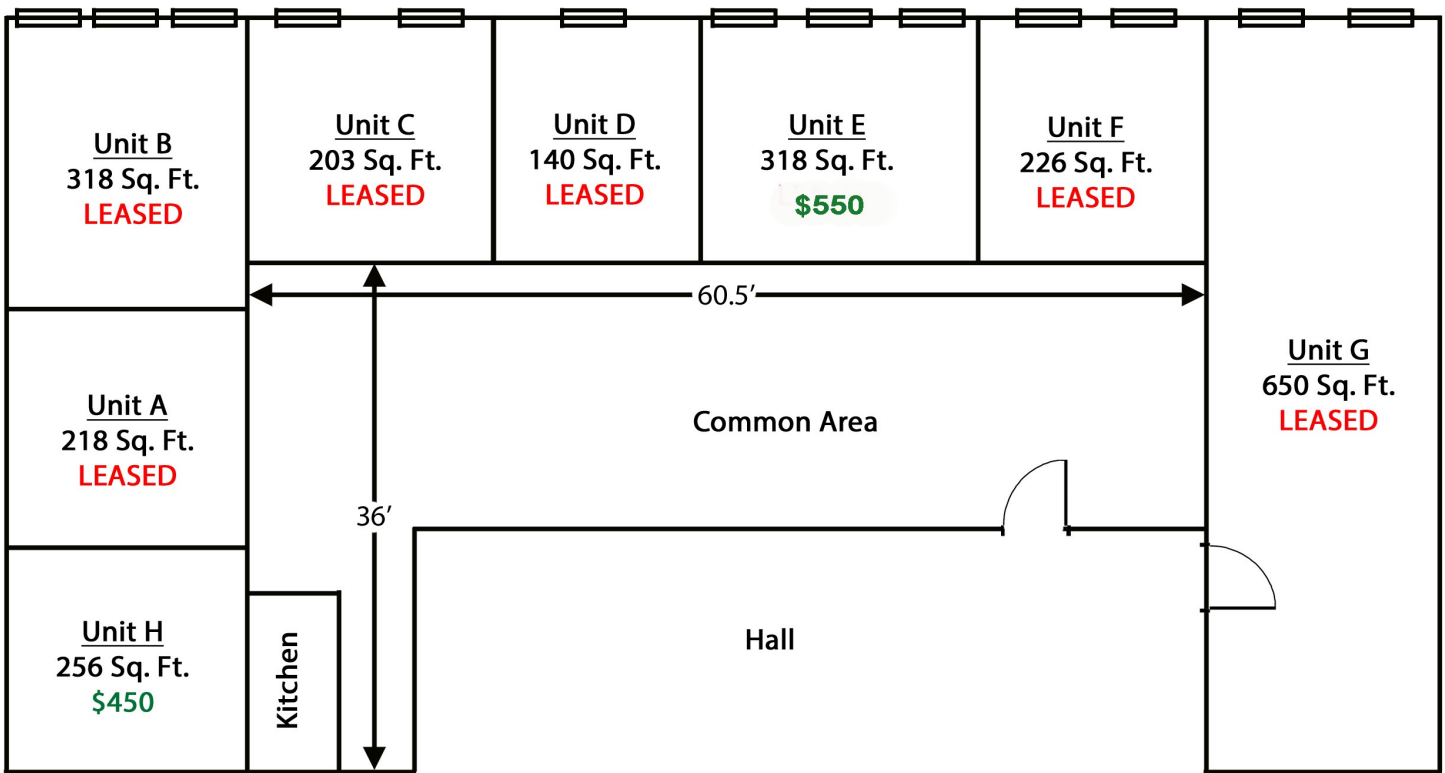 Unit B
318 Sq. Ft.
LEASED
Unit C
203 Sq. Ft.
LEASED
Unit D
140 Sq. Ft.
LEASED
Unit E
318 Sq. Ft.
$550
Unit F
226 Sq. Ft.
LEASED
60.5’
Unit G
650 Sq. Ft.
LEASED
Unit A
218 Sq. Ft.
LEASED
Common Area
36’
Unit H
256 Sq. Ft.
$450
Kitchen
Hall